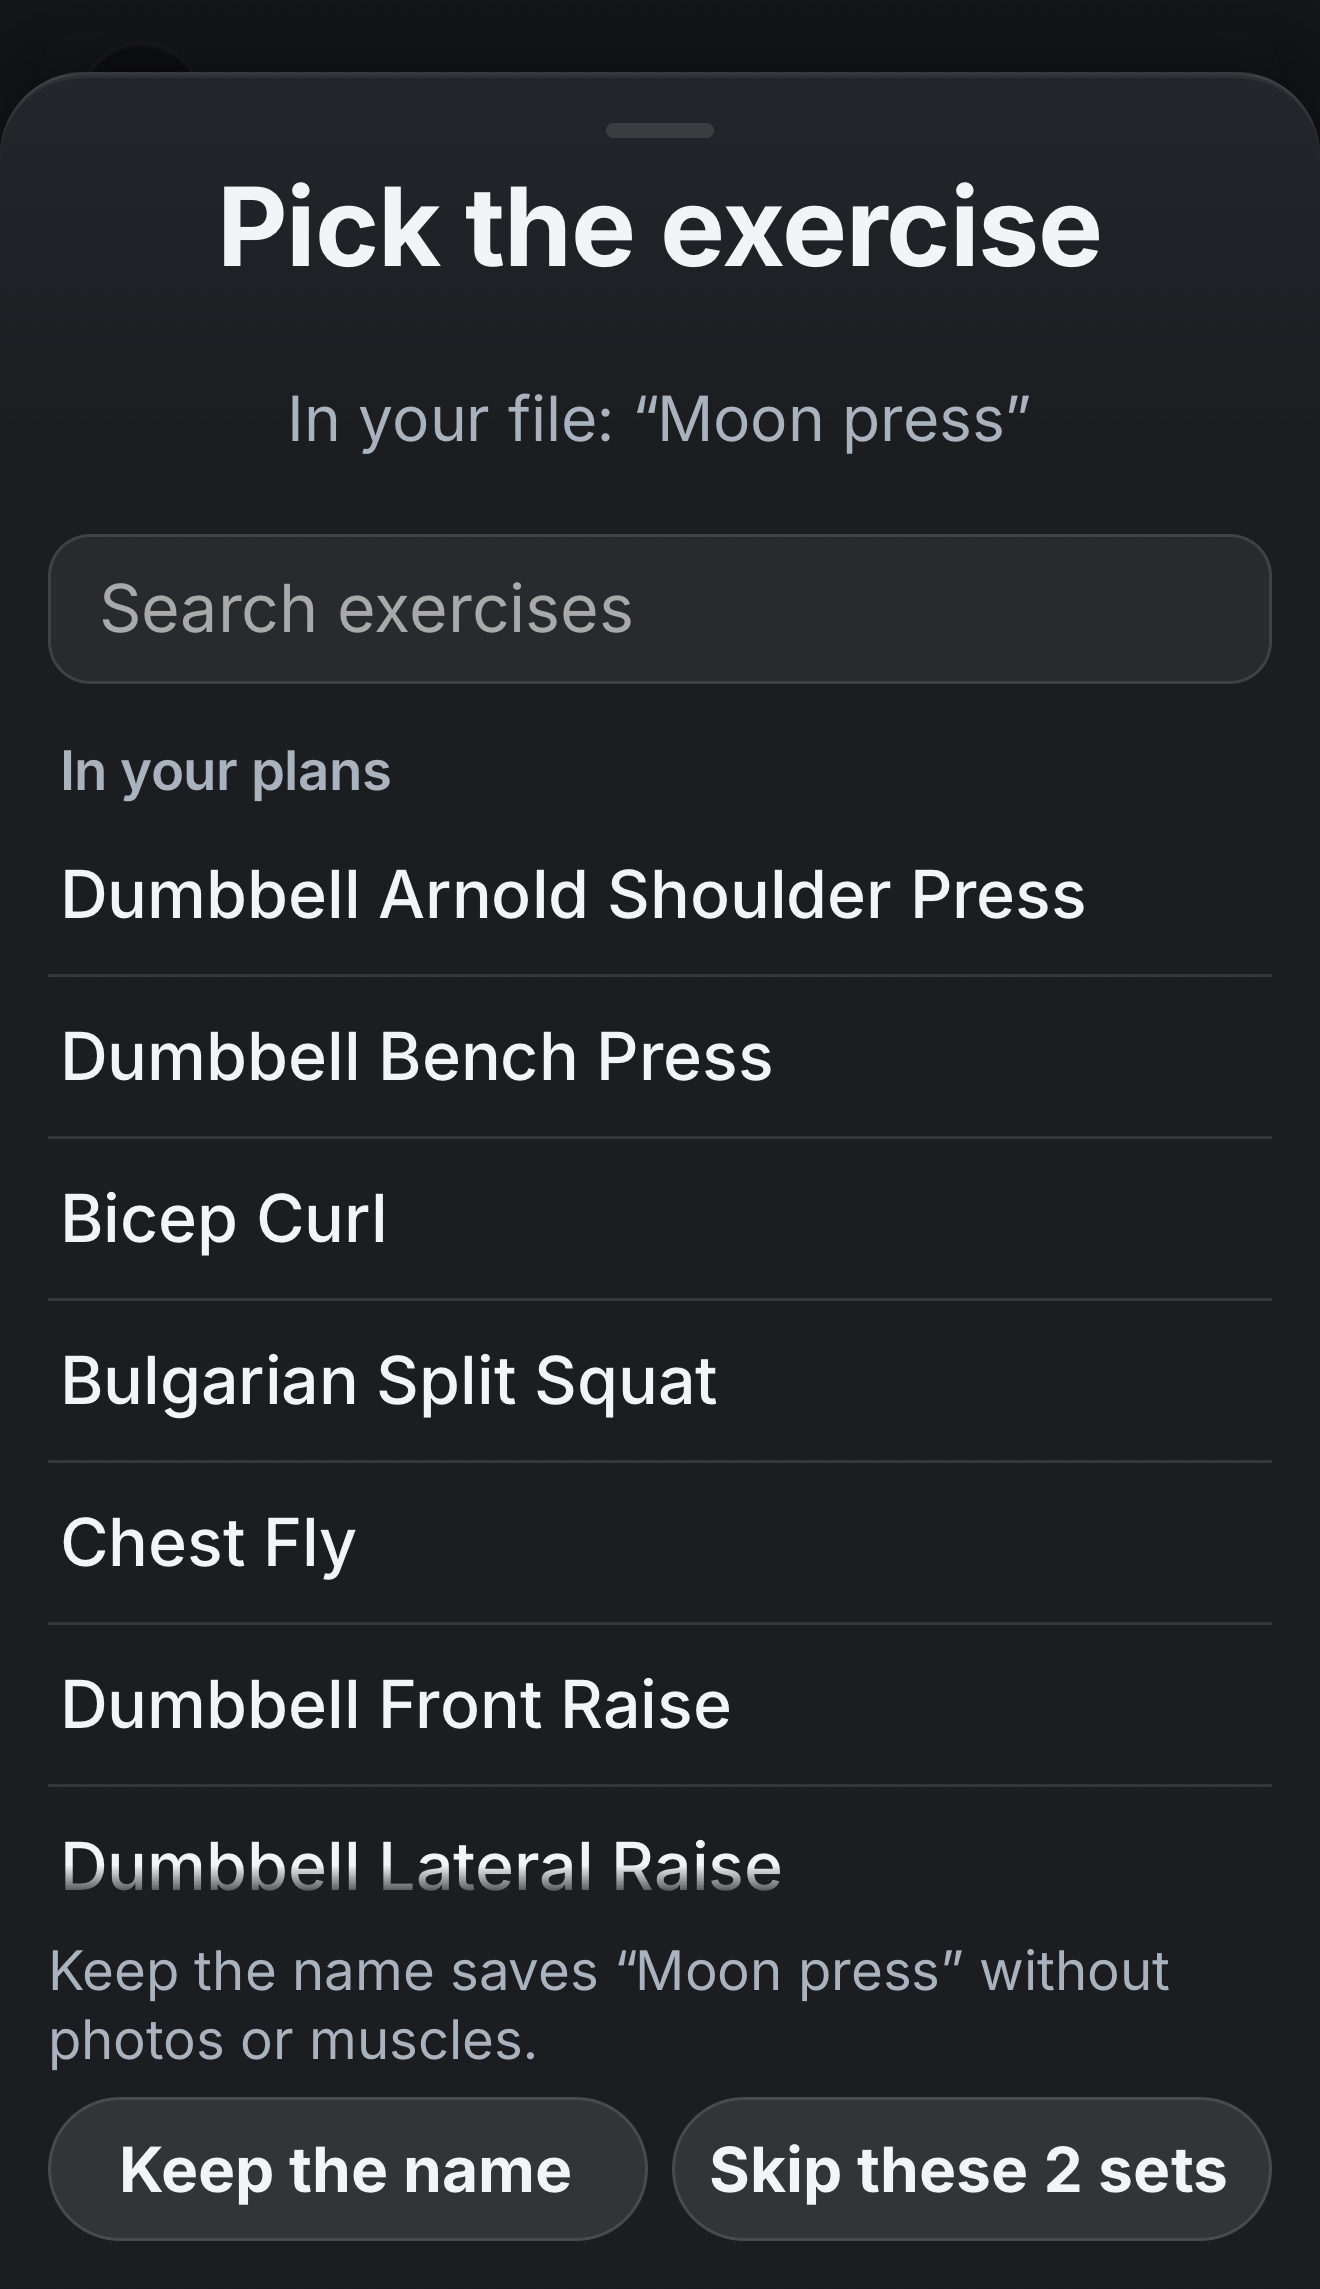 Pick the exercise
In your file: “Moon press”
Search exercises
In your plans
Dumbbell Arnold Shoulder Press
Dumbbell Bench Press
Bicep Curl
Bulgarian Split Squat
Chest Fly
Dumbbell Front Raise
Dumbbell Lateral Raise
Keep the name saves “Moon press” without
photos or muscles.
Keep the name
Skip these 2 sets